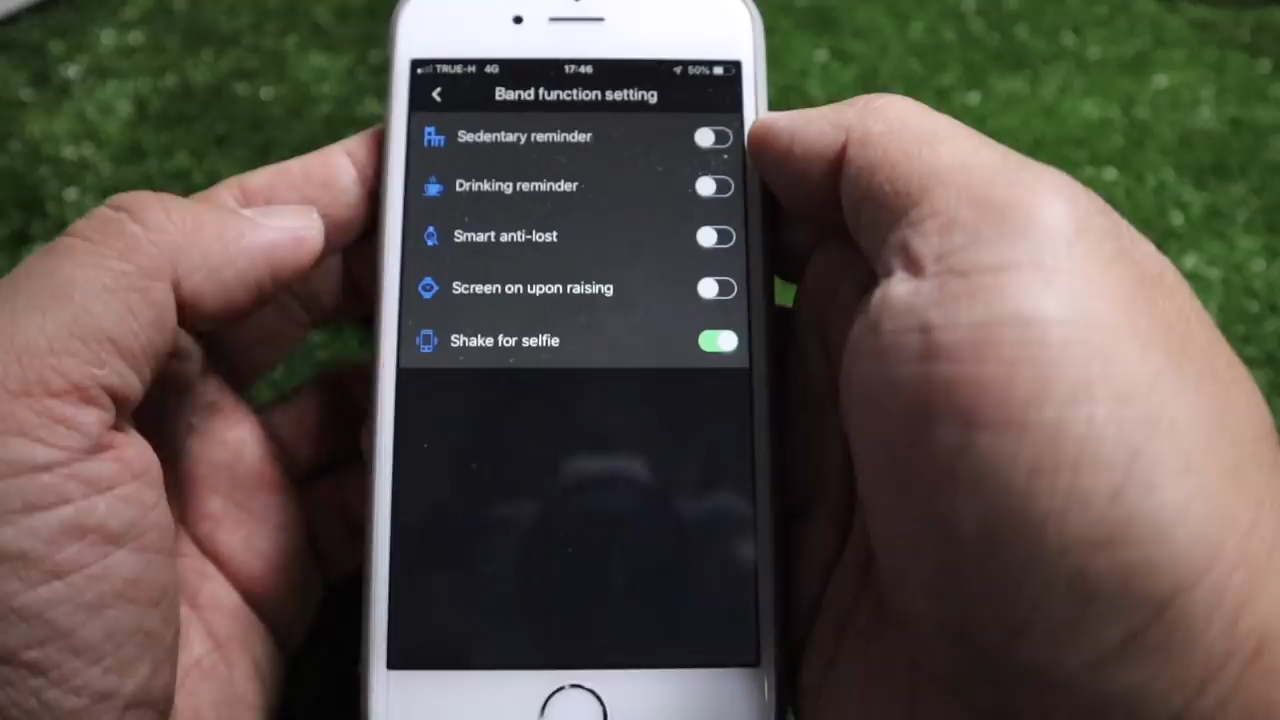 TRUE-H 4G 17:46 50%
Band function setting
Sedentary reminder
Drinking reminder
Smart anti-lost
Screen on upon raising
Shake for selfie